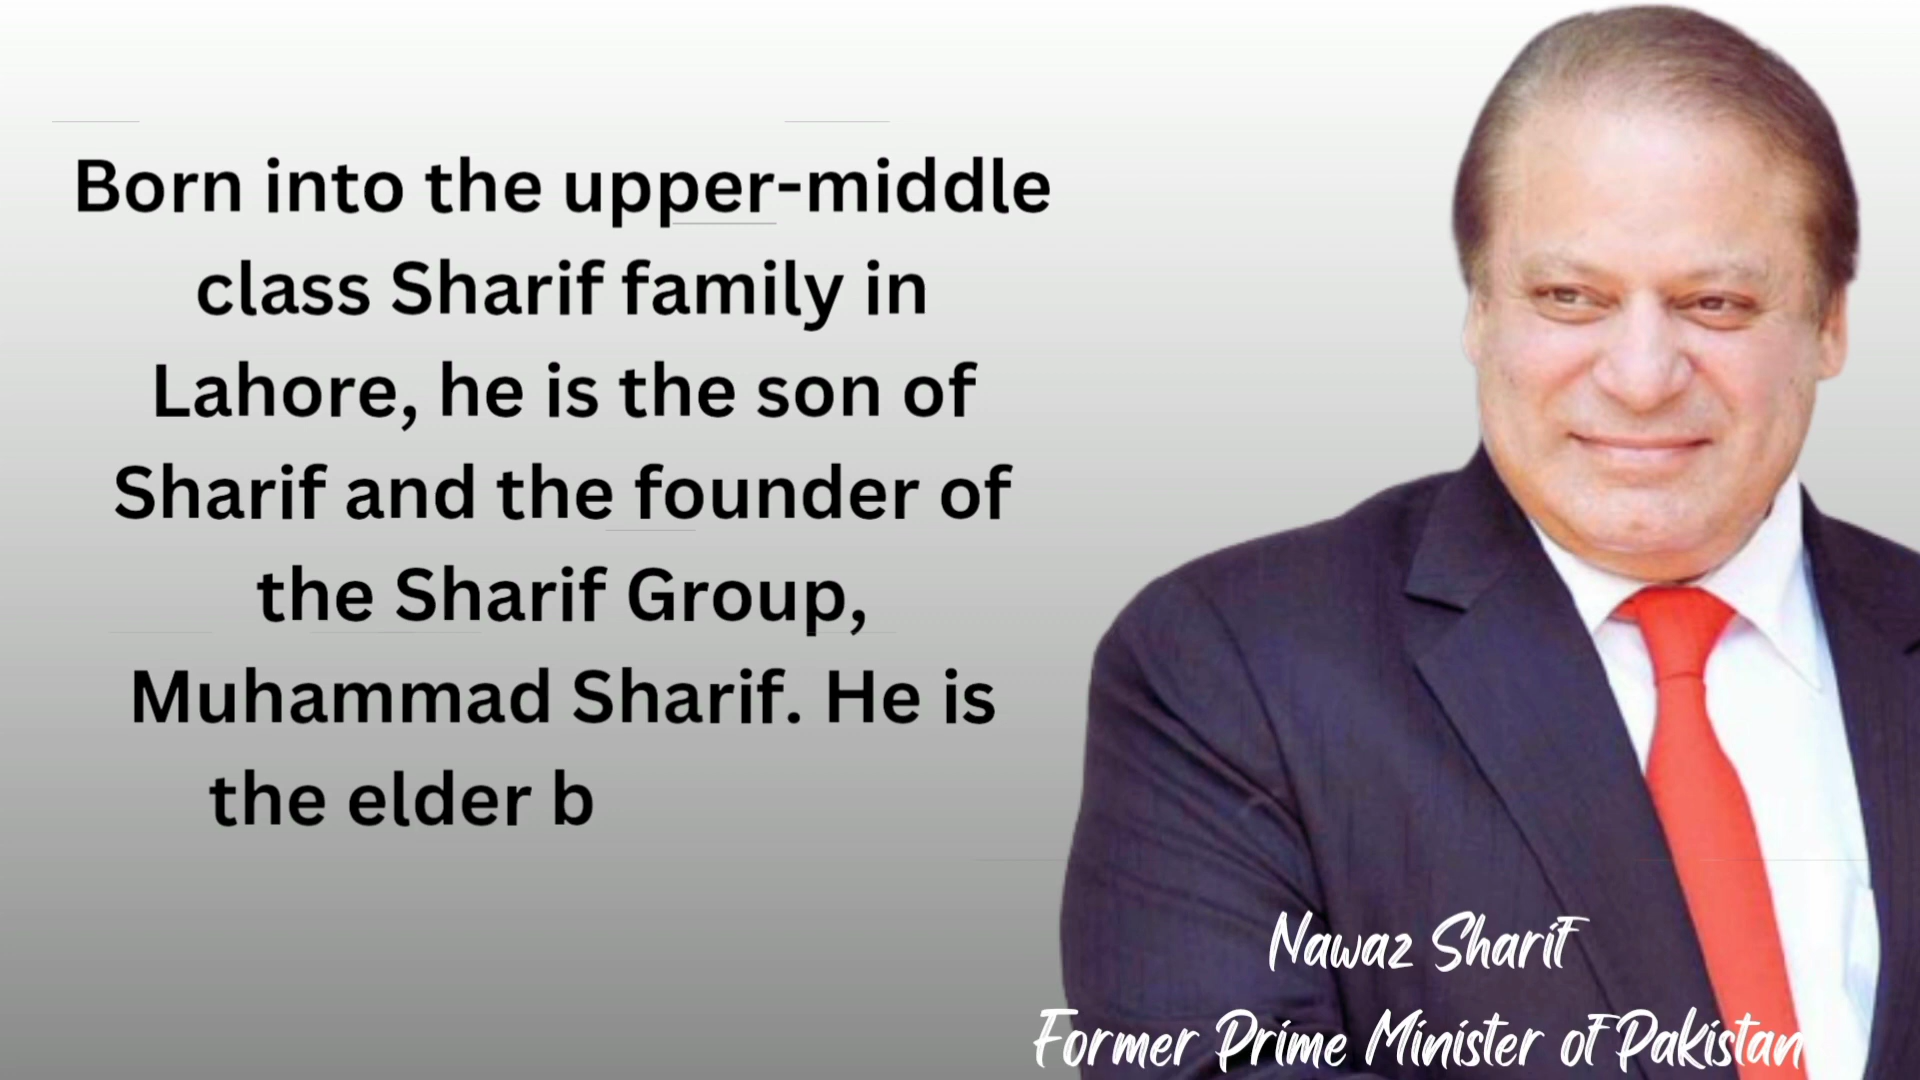 Born into the upper-middle
class Sharif family in
Lahore, he is the son of
Sharif and the founder of
the Sharif Group,
Muhammad Sharif. He is
the elder b
Nawaz Sharif
Former Prime Minister of Pakistan